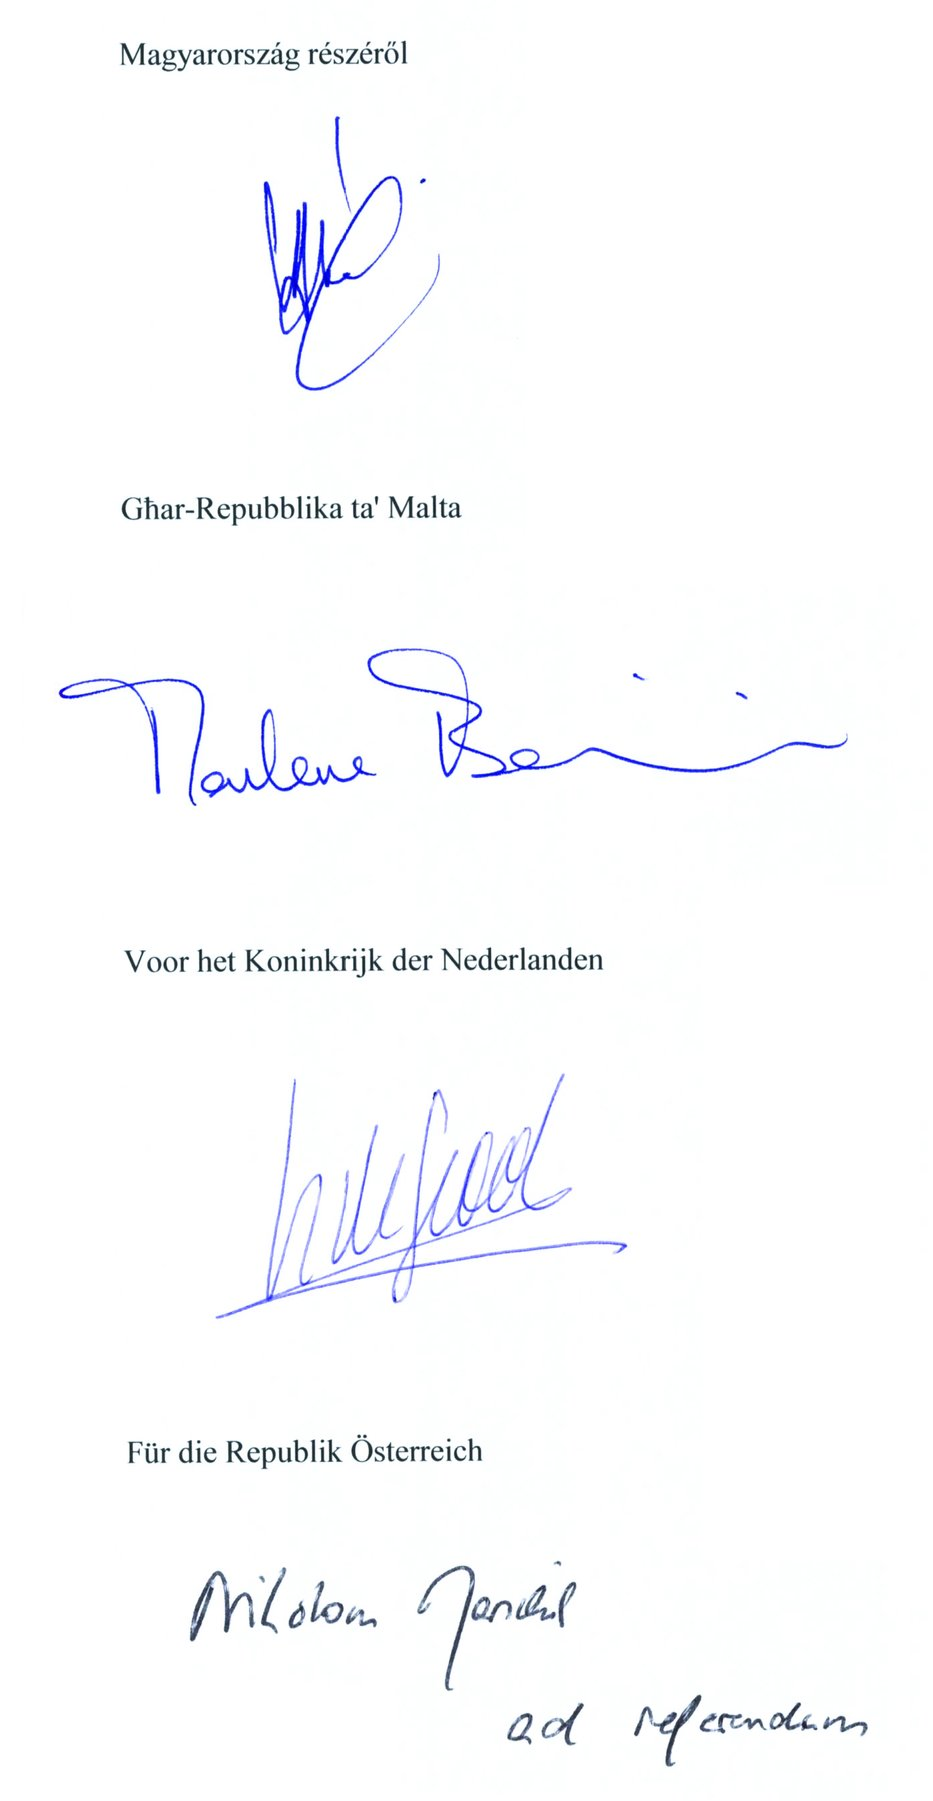 Magyarország részéről
Għar-Repubblika ta' Malta
Marlene
Voor het Koninkrijk der Nederlanden
Für die Republik Österreich
ad referendum